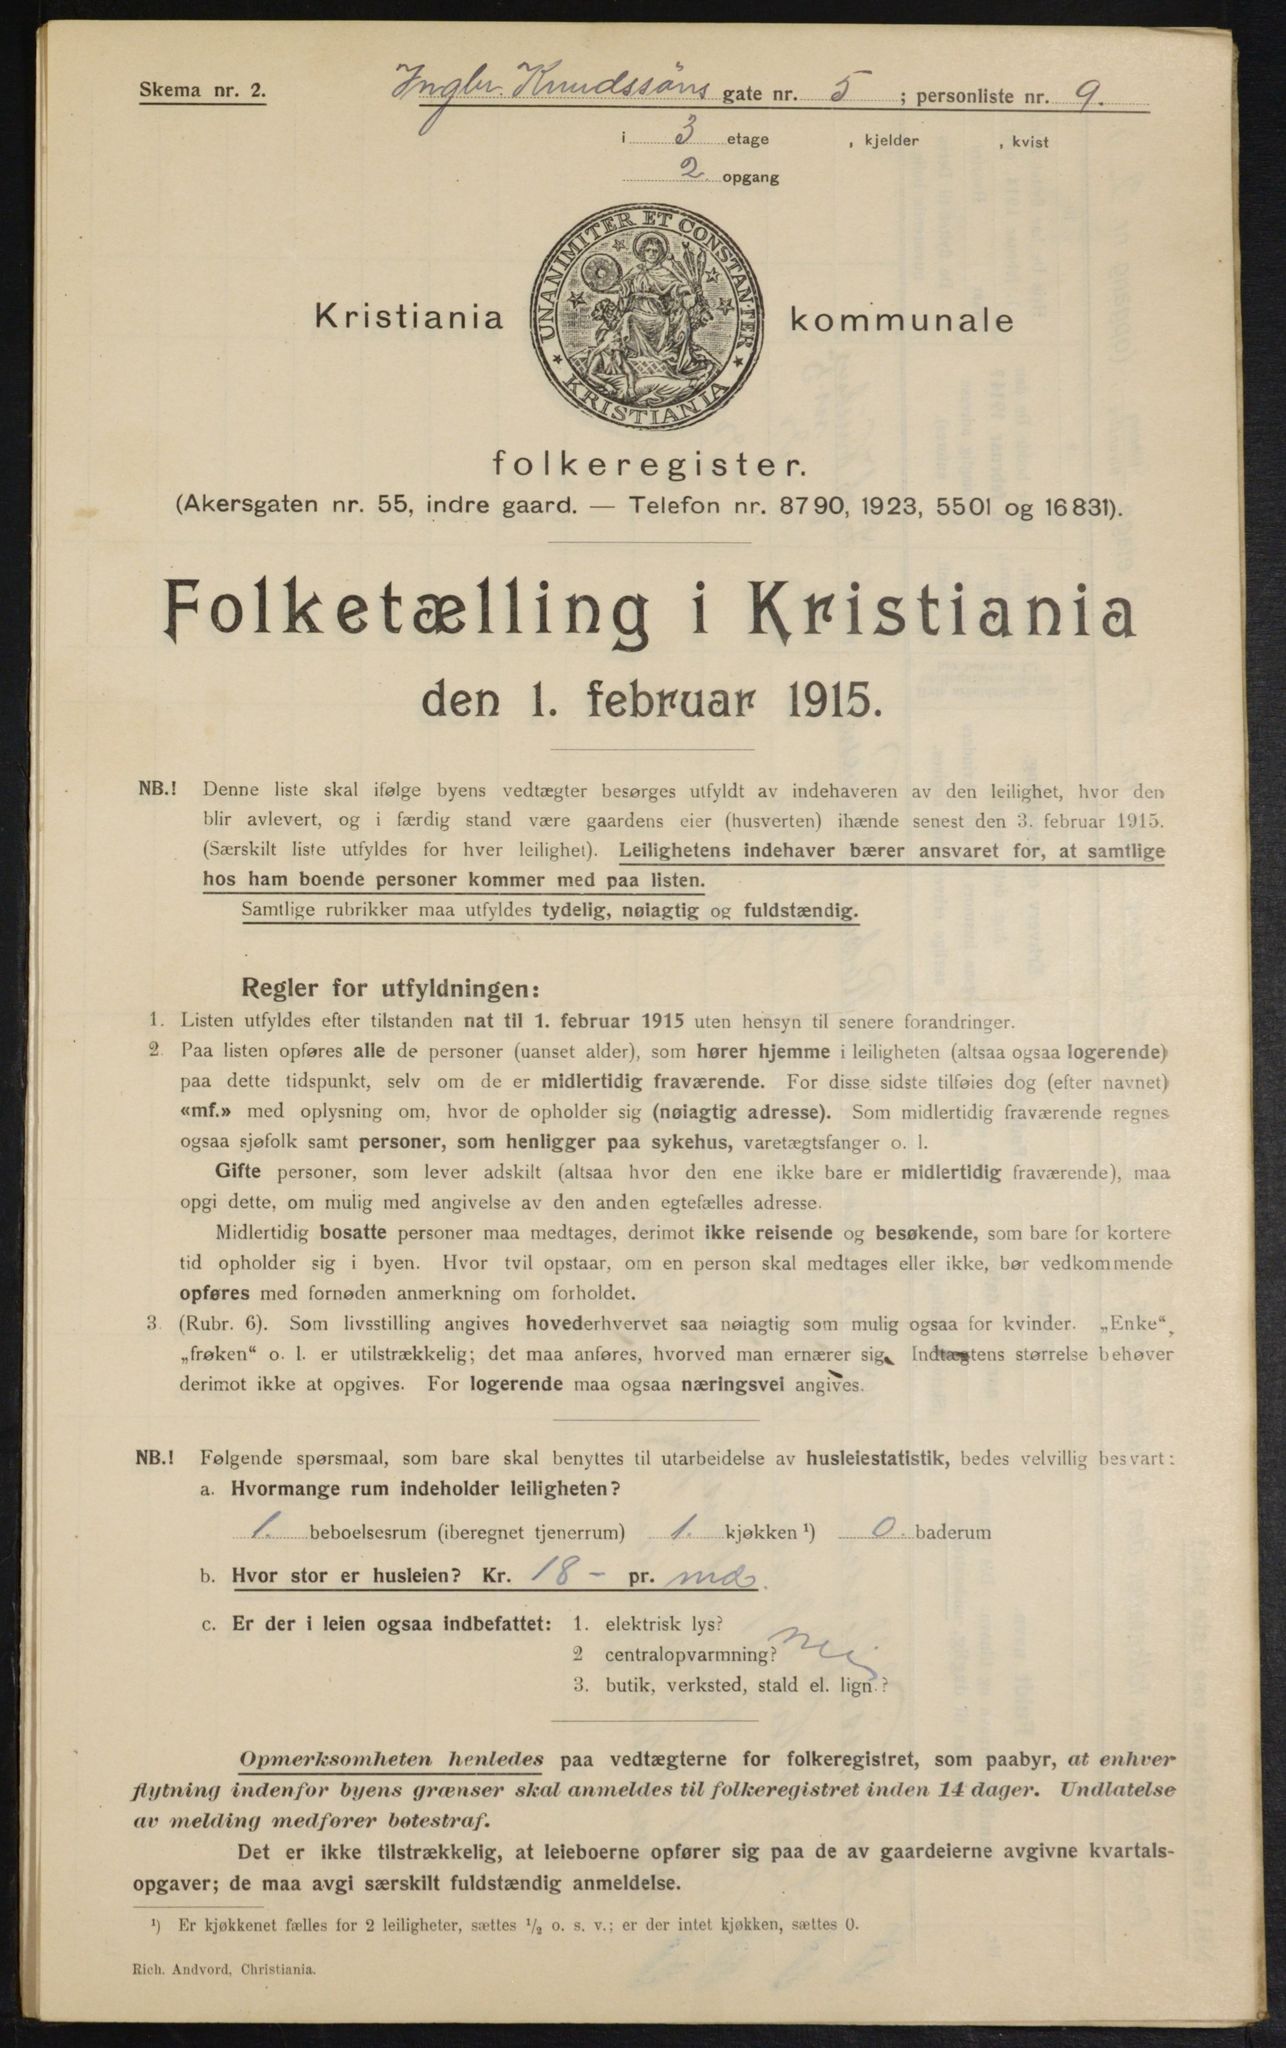 Skema nr. 2.
Ingbr. Knudssöns gate nr. 5 ; personliste nr. 9.
i 3 etage , kjelder , kvist
2 opgang
UNANIMITER ET CONSTANTER
KRISTIANIA
Kristiania kommunale
folkeregister.
(Akersgaten nr. 55, indre gaard. — Telefon nr. 8790, 1923, 5501 og 16831).
Folketælling i Kristiania
den 1. februar 1915.
NB.! Denne liste skal ifølge byens vedtægter besørges utfyldt av indehaveren av den leilighet, hvor den
blir avlevert, og i færdig stand være gaardens eier (husverten) ihænde senest den 3. februar 1915.
(Særskilt liste utfyldes for hver leilighet). Leilighetens indehaver bærer ansvaret for, at samtlige
hos ham boende personer kommer med paa listen.
Samtlige rubrikker maa utfyldes tydelig, nøiagtig og fuldstændig.
Regler for utfyldningen:
1. Listen utfyldes efter tilstanden nat til 1. februar 1915 uten hensyn til senere forandringer.
2. Paa listen opføres alle de personer (uanset alder), som hører hjemme i leiligheten (altsaa ogsaa logerende)
paa dette tidspunkt, selv om de er midlertidig fraværende. For disse sidste tilføies dog (efter navnet)
«mf.» med oplysning om, hvor de opholder sig (nøiagtig adresse). Som midlertidig fraværende regnes
ogsaa sjøfolk samt personer, som henligger paa sykehus, varetægtsfanger o. l.
Gifte personer, som lever adskilt (altsaa hvor den ene ikke bare er midlertidig fraværende), maa
opgi dette, om mulig med angivelse av den anden egtefælles adresse.
Midlertidig bosatte personer maa medtages, derimot ikke reisende og besøkende, som bare for kortere
tid opholder sig i byen. Hvor tvil opstaar, om en person skal medtages eller ikke, bør vedkommende
opføres med fornøden anmerkning om forholdet.
3. (Rubr. 6). Som livsstilling angives hovederhvervet saa nøiagtig som mulig ogsaa for kvinder. „Enke“,
„frøken“ o. l. er utilstrækkelig; det maa anføres, hvorved man ernærer sig. Indtægtens størrelse behøver
derimot ikke at opgives. For logerende maa ogsaa næringsvei angives.
NB.! Følgende spørsmaal, som bare skal benyttes til utarbeidelse av husleiestatistik, bedes velvillig besvart:
a. Hvormange rum indeholder leiligheten?
1. beboelsesrum (iberegnet tjenerrum) 1. kjøkken ¹) 0. baderum
b. Hvor stor er husleien? Kr. 18 – pr. md.
c. Er der i leien ogsaa indbefattet: 1. elektrisk lys?
2 centralopvarmning? Nei
3. butik, verksted, stald el. lign.?
Opmerksomheten henledes paa vedtægterne for folkeregistret, som paabyr, at enhver
flytning indenfor byens grænser skal anmeldes til folkeregistret inden 14 dager. Undlatelse
av melding medfører bøtestraf.
Det er ikke tilstrækkelig, at leieboerne opfører sig paa de av gaardeierne avgivne kvartals-
opgaver; de maa avgi særskilt fuldstændig anmeldelse.
¹) Er kjøkkenet fælles for 2 leiligheter, sættes ½ o. s. v.; er der intet kjøkken, sættes 0.
Rich. Andvord, Christiania.